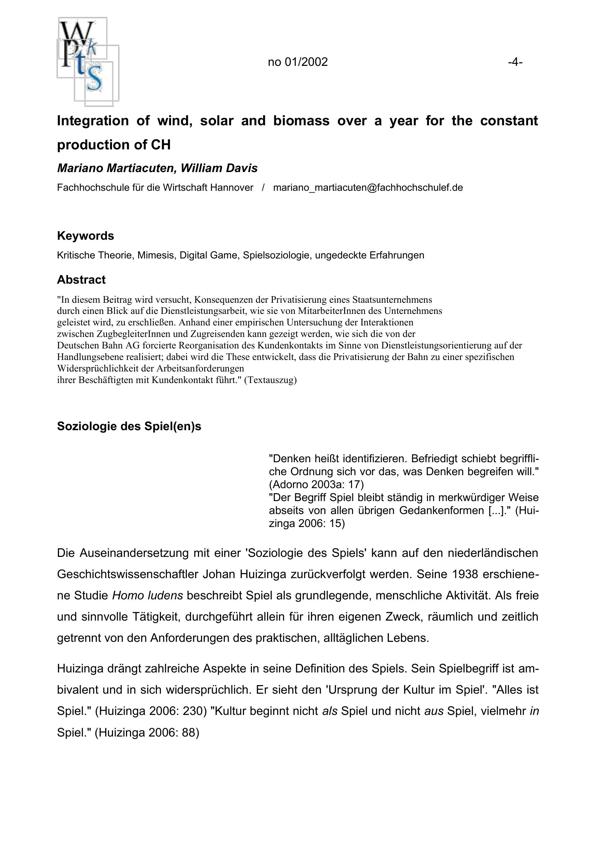 W
P k
t s
S
no 01/2002 -4-
Integration of wind, solar and biomass over a year for the constant
production of CH
Mariano Martiacuten, William Davis
Fachhochschule für die Wirtschaft Hannover / mariano_martiacuten@fachhochschulef.de
Keywords
Kritische Theorie, Mimesis, Digital Game, Spielsoziologie, ungedeckte Erfahrungen
Abstract
"In diesem Beitrag wird versucht, Konsequenzen der Privatisierung eines Staatsunternehmens
durch einen Blick auf die Dienstleistungsarbeit, wie sie von MitarbeiterInnen des Unternehmens
geleistet wird, zu erschließen. Anhand einer empirischen Untersuchung der Interaktionen
zwischen ZugbegleiterInnen und Zugreisenden kann gezeigt werden, wie sich die von der
Deutschen Bahn AG forcierte Reorganisation des Kundenkontakts im Sinne von Dienstleistungsorientierung auf der
Handlungsebene realisiert; dabei wird die These entwickelt, dass die Privatisierung der Bahn zu einer spezifischen
Widersprüchlichkeit der Arbeitsanforderungen
ihrer Beschäftigten mit Kundenkontakt führt." (Textauszug)
Soziologie des Spiel(en)s
"Denken heißt identifizieren. Befriedigt schiebt begriffli-
che Ordnung sich vor das, was Denken begreifen will."
(Adorno 2003a: 17)
"Der Begriff Spiel bleibt ständig in merkwürdiger Weise
abseits von allen übrigen Gedankenformen [...]." (Hui-
zinga 2006: 15)
Die Auseinandersetzung mit einer 'Soziologie des Spiels' kann auf den niederländischen
Geschichtswissenschaftler Johan Huizinga zurückverfolgt werden. Seine 1938 erschiene-
ne Studie Homo ludens beschreibt Spiel als grundlegende, menschliche Aktivität. Als freie
und sinnvolle Tätigkeit, durchgeführt allein für ihren eigenen Zweck, räumlich und zeitlich
getrennt von den Anforderungen des praktischen, alltäglichen Lebens.
Huizinga drängt zahlreiche Aspekte in seine Definition des Spiels. Sein Spielbegriff ist am-
bivalent und in sich widersprüchlich. Er sieht den 'Ursprung der Kultur im Spiel'. "Alles ist
Spiel." (Huizinga 2006: 230) "Kultur beginnt nicht als Spiel und nicht aus Spiel, vielmehr in
Spiel." (Huizinga 2006: 88)